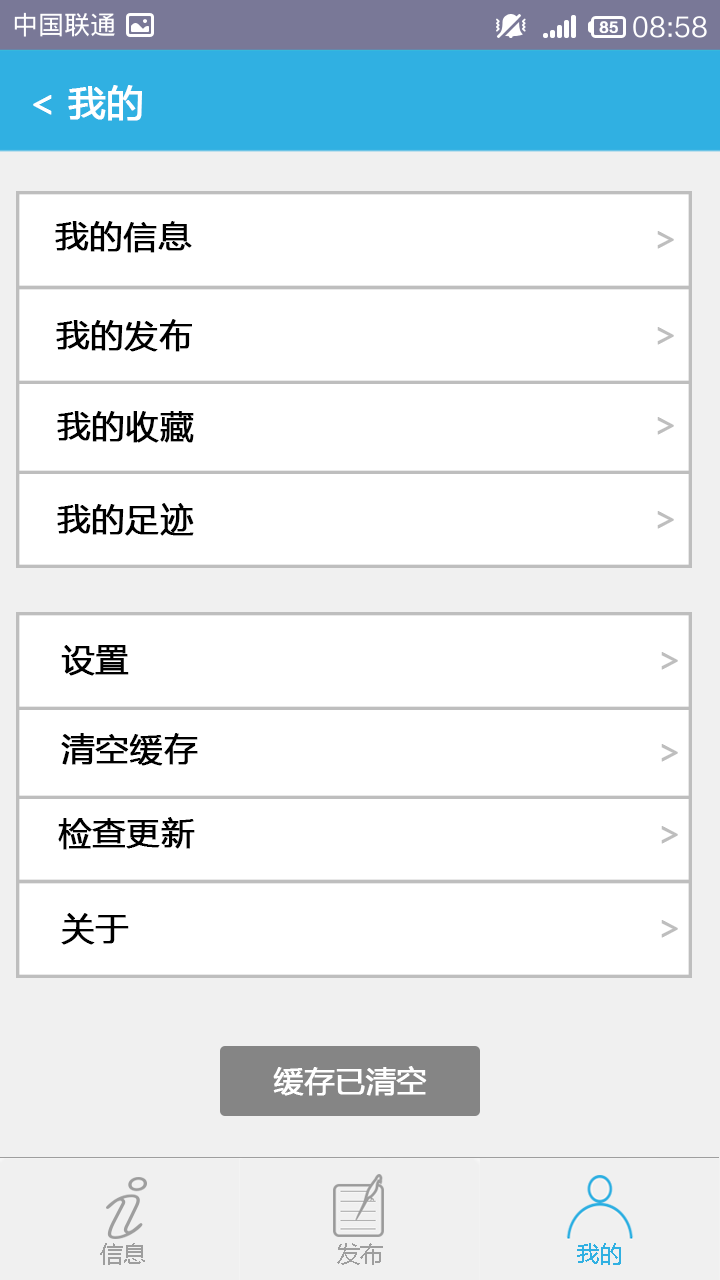 中国联通 85 08:58
< 我的
我的信息 >
我的发布 >
我的收藏 >
我的足迹 >
设置 >
清空缓存 >
检查更新 >
关于 >
缓存已清空
信息 发布 我的